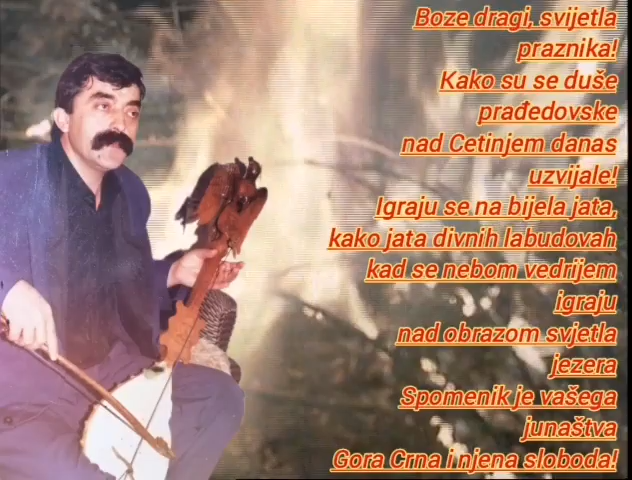 Boze dragi, svijetla
praznika!
Kako su se duše
prađedovske
nad Cetinjem danas
uzvijale!
Igraju se na bijela jata,
kako jata divnih labudovah
kad se nebom vedrijem
igraju
nad obrazom svjetla
jezera
Spomenik je vašega
junaštva
Gora Crna i njena sloboda!